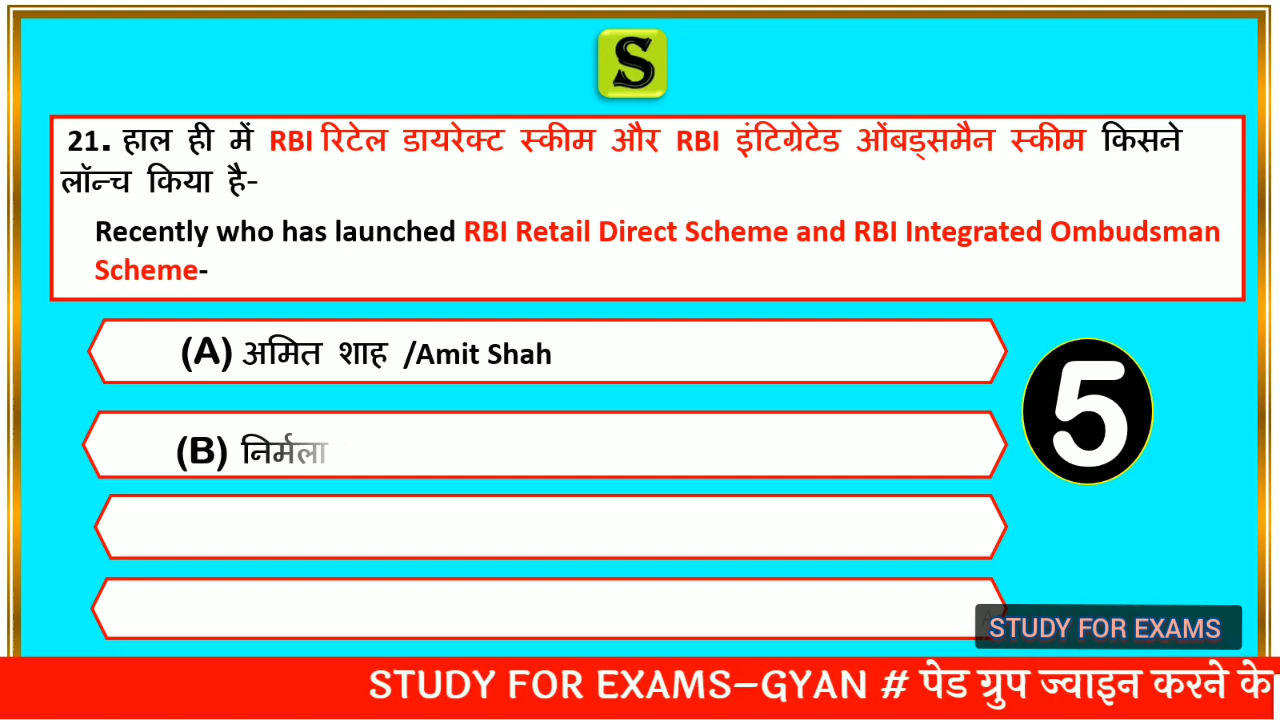 S
21. हाल ही में RBI रिटेल डायरेक्ट स्कीम और RBI इंटिग्रेटेड ओंबड्समैन स्कीम किसने
लॉन्च किया है-
Recently who has launched RBI Retail Direct Scheme and RBI Integrated Ombudsman
Scheme-
(A) अमित शाह /Amit Shah
(B) निर्मला
5
STUDY FOR EXAMS
STUDY FOR EXAMS–GYAN # पेड ग्रुप ज्वाइन करने के